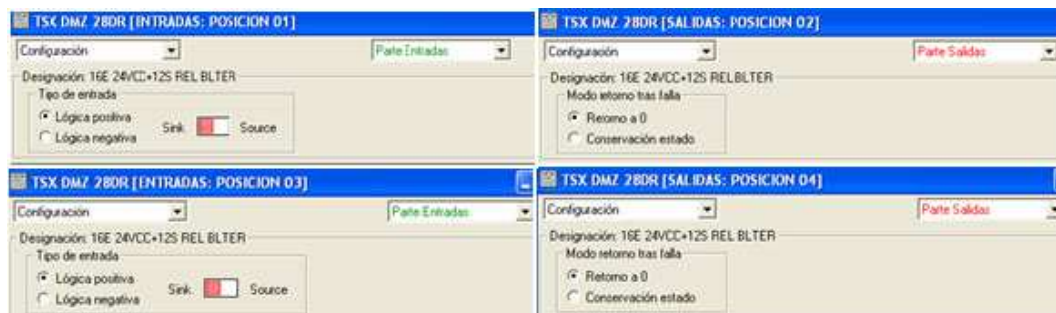 TSX DMZ 28DR [ENTRADAS: POSICION 01]
Configuración
Parte Entradas
Designación: 16E 24VCC+12S REL BLTER
Tipo de entrada
Lógica positiva
Lógica negativa
Sink
Source
TSX DMZ 28DR [SALIDAS: POSICION 02]
Configuración
Parte Salidas
Designación: 16E 24VCC+12S RELBLTER
Modo retorno tras falla
Retorno a 0
Conservación estado
TSX DMZ 28DR [ENTRADAS: POSICION 03]
Configuración
Parte Entradas
Designación: 16E 24VCC+12S REL BLTER
Tipo de entrada
Lógica positiva
Lógica negativa
Sink
Source
TSX DMZ 28DR [SALIDAS: POSICION 04]
Configuración
Parte Salidas
Designación: 16E 24VCC+12S REL BLTER
Modo retorno tras falla
Retorno a 0
Conservación estado